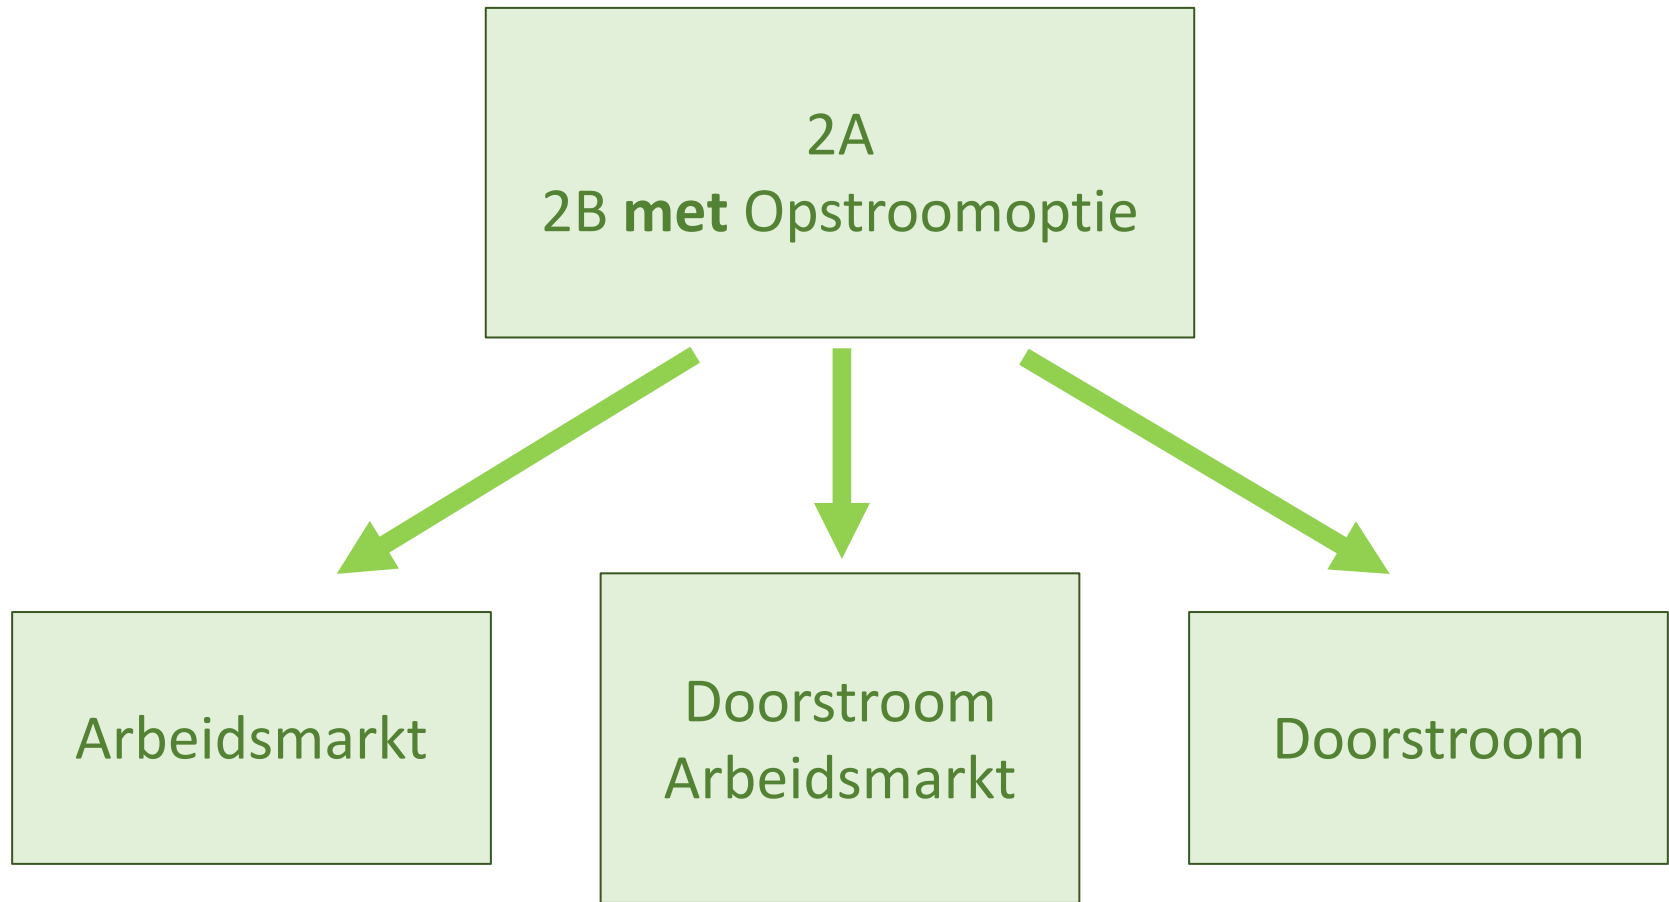 2A
2B met Opstroomoptie
Arbeidsmarkt
Doorstroom
Arbeidsmarkt
Doorstroom